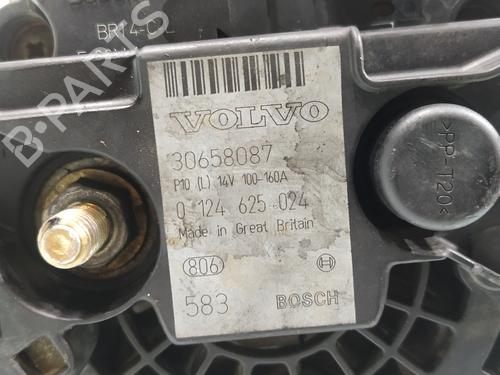 BR14-
VOLVO
30658087
P10 (L) 14V 100-160A
0 124 625 024
Made in Great Britain
806
583 BOSCH
>PP-T20<
B-PARTS